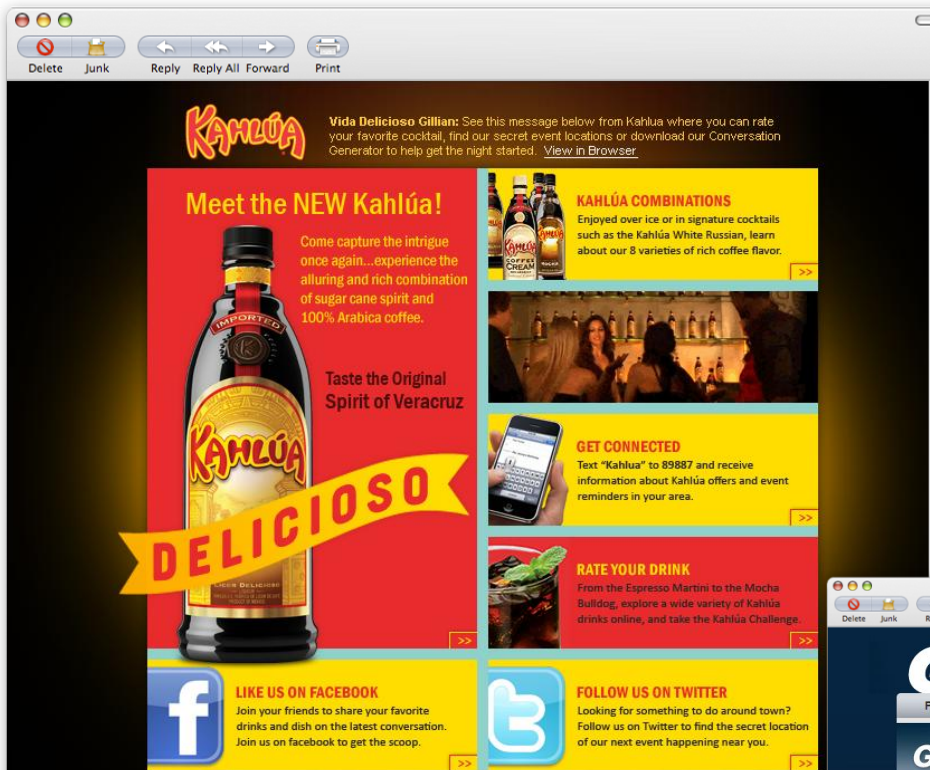 Delete Junk Reply Reply All Forward Print
KAHLÚA
Vida Delicioso Gillian: See this message below from Kahlua where you can rate
your favorite cocktail, find our secret event locations or download our Conversation
Generator to help get the night started. View in Browser
Meet the NEW Kahlúa!
Come capture the intrigue
once again...experience the
alluring and rich combination
of sugar cane spirit and
100% Arabica coffee.
Taste the Original
Spirit of Veracruz
IMPORTED
K
KAHLÚA
DELICIOSO
LICOR DELICIOSO
>>
KAHLÚA COMBINATIONS
Enjoyed over ice or in signature cocktails
such as the Kahlúa White Russian, learn
about our 8 varieties of rich coffee flavor.
>>
KAHLÚA
COFFEE
CREAM
MOCHA
GET CONNECTED
Text “Kahlua” to 89887 and receive
information about Kahlúa offers and event
reminders in your area.
>>
RATE YOUR DRINK
From the Espresso Martini to the Mocha
Bulldog, explore a wide variety of Kahlúa
drinks online, and take the Kahlúa Challenge.
>>
f
LIKE US ON FACEBOOK
Join your friends to share your favorite
drinks and dish on the latest conversation.
Join us on facebook to get the scoop.
>>
t
FOLLOW US ON TWITTER
Looking for something to do around town?
Follow us on Twitter to find the secret location
of our next event happening near you.
>>
Delete Junk